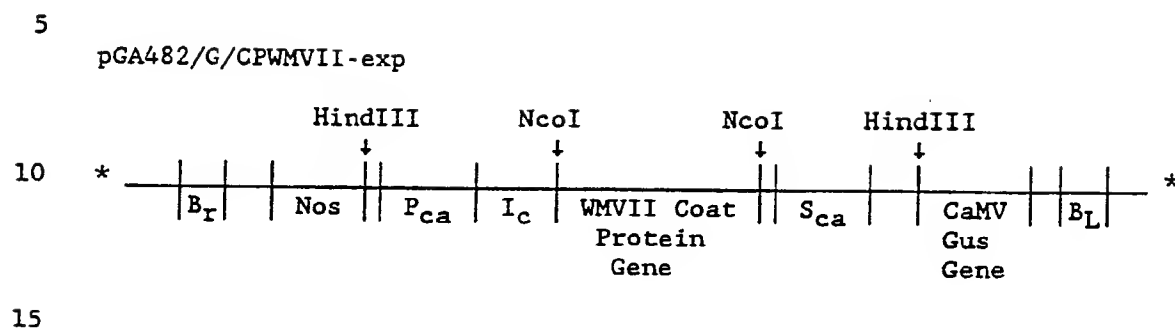 5
pGA482/G/CPWMVII-exp
HindIII NcoI NcoI HindIII
10 * *
Br Nos Pca Ic WMVII Coat Sca CaMV BL
Protein Gus
Gene Gene
15